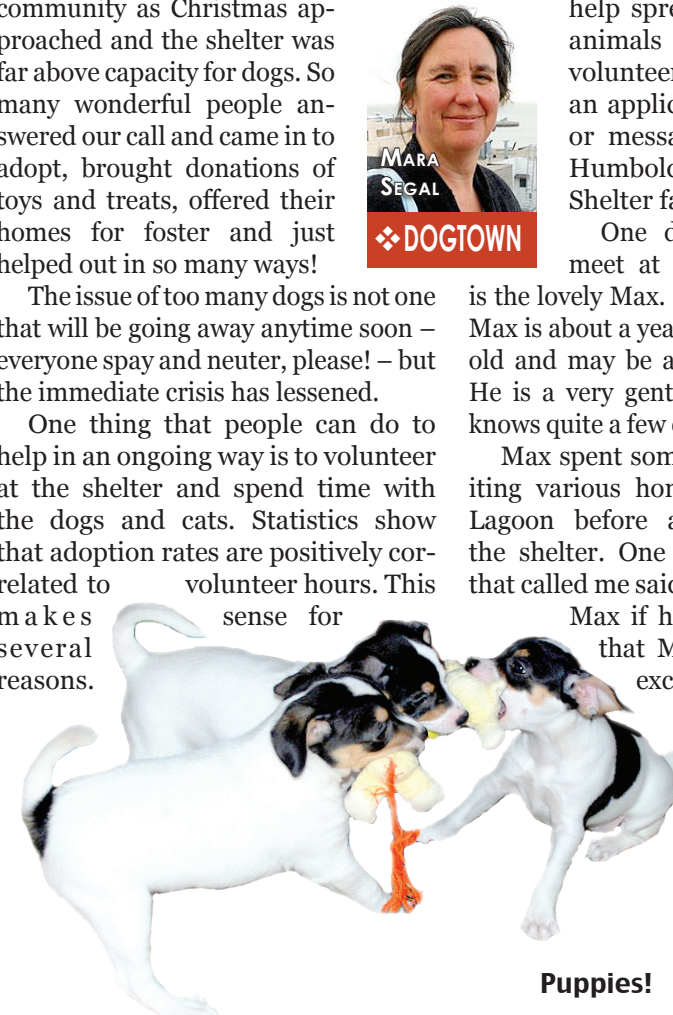 community as Christmas ap-
proached and the shelter was
far above capacity for dogs. So
many wonderful people an-
swered our call and came in to
adopt, brought donations of
toys and treats, offered their
homes for foster and just
helped out in so many ways!
The issue of too many dogs is not one
that will be going away anytime soon –
everyone spay and neuter, please! – but
the immediate crisis has lessened.
One thing that people can do to
help in an ongoing way is to volunteer
at the shelter and spend time with
the dogs and cats. Statistics show
that adoption rates are positively cor-
related to volunteer hours. This
makes sense for
several
reasons.
MARA
SEGAL
❖ DOGTOWN
help spre
animals
volunteer
an applic
or messa
Humbol
Shelter fa
One d
meet at
is the lovely Max.
Max is about a yea
old and may be a
He is a very gent
knows quite a few
Max spent som
iting various hor
Lagoon before a
the shelter. One
that called me said
Max if h
that M
exc
Puppies!